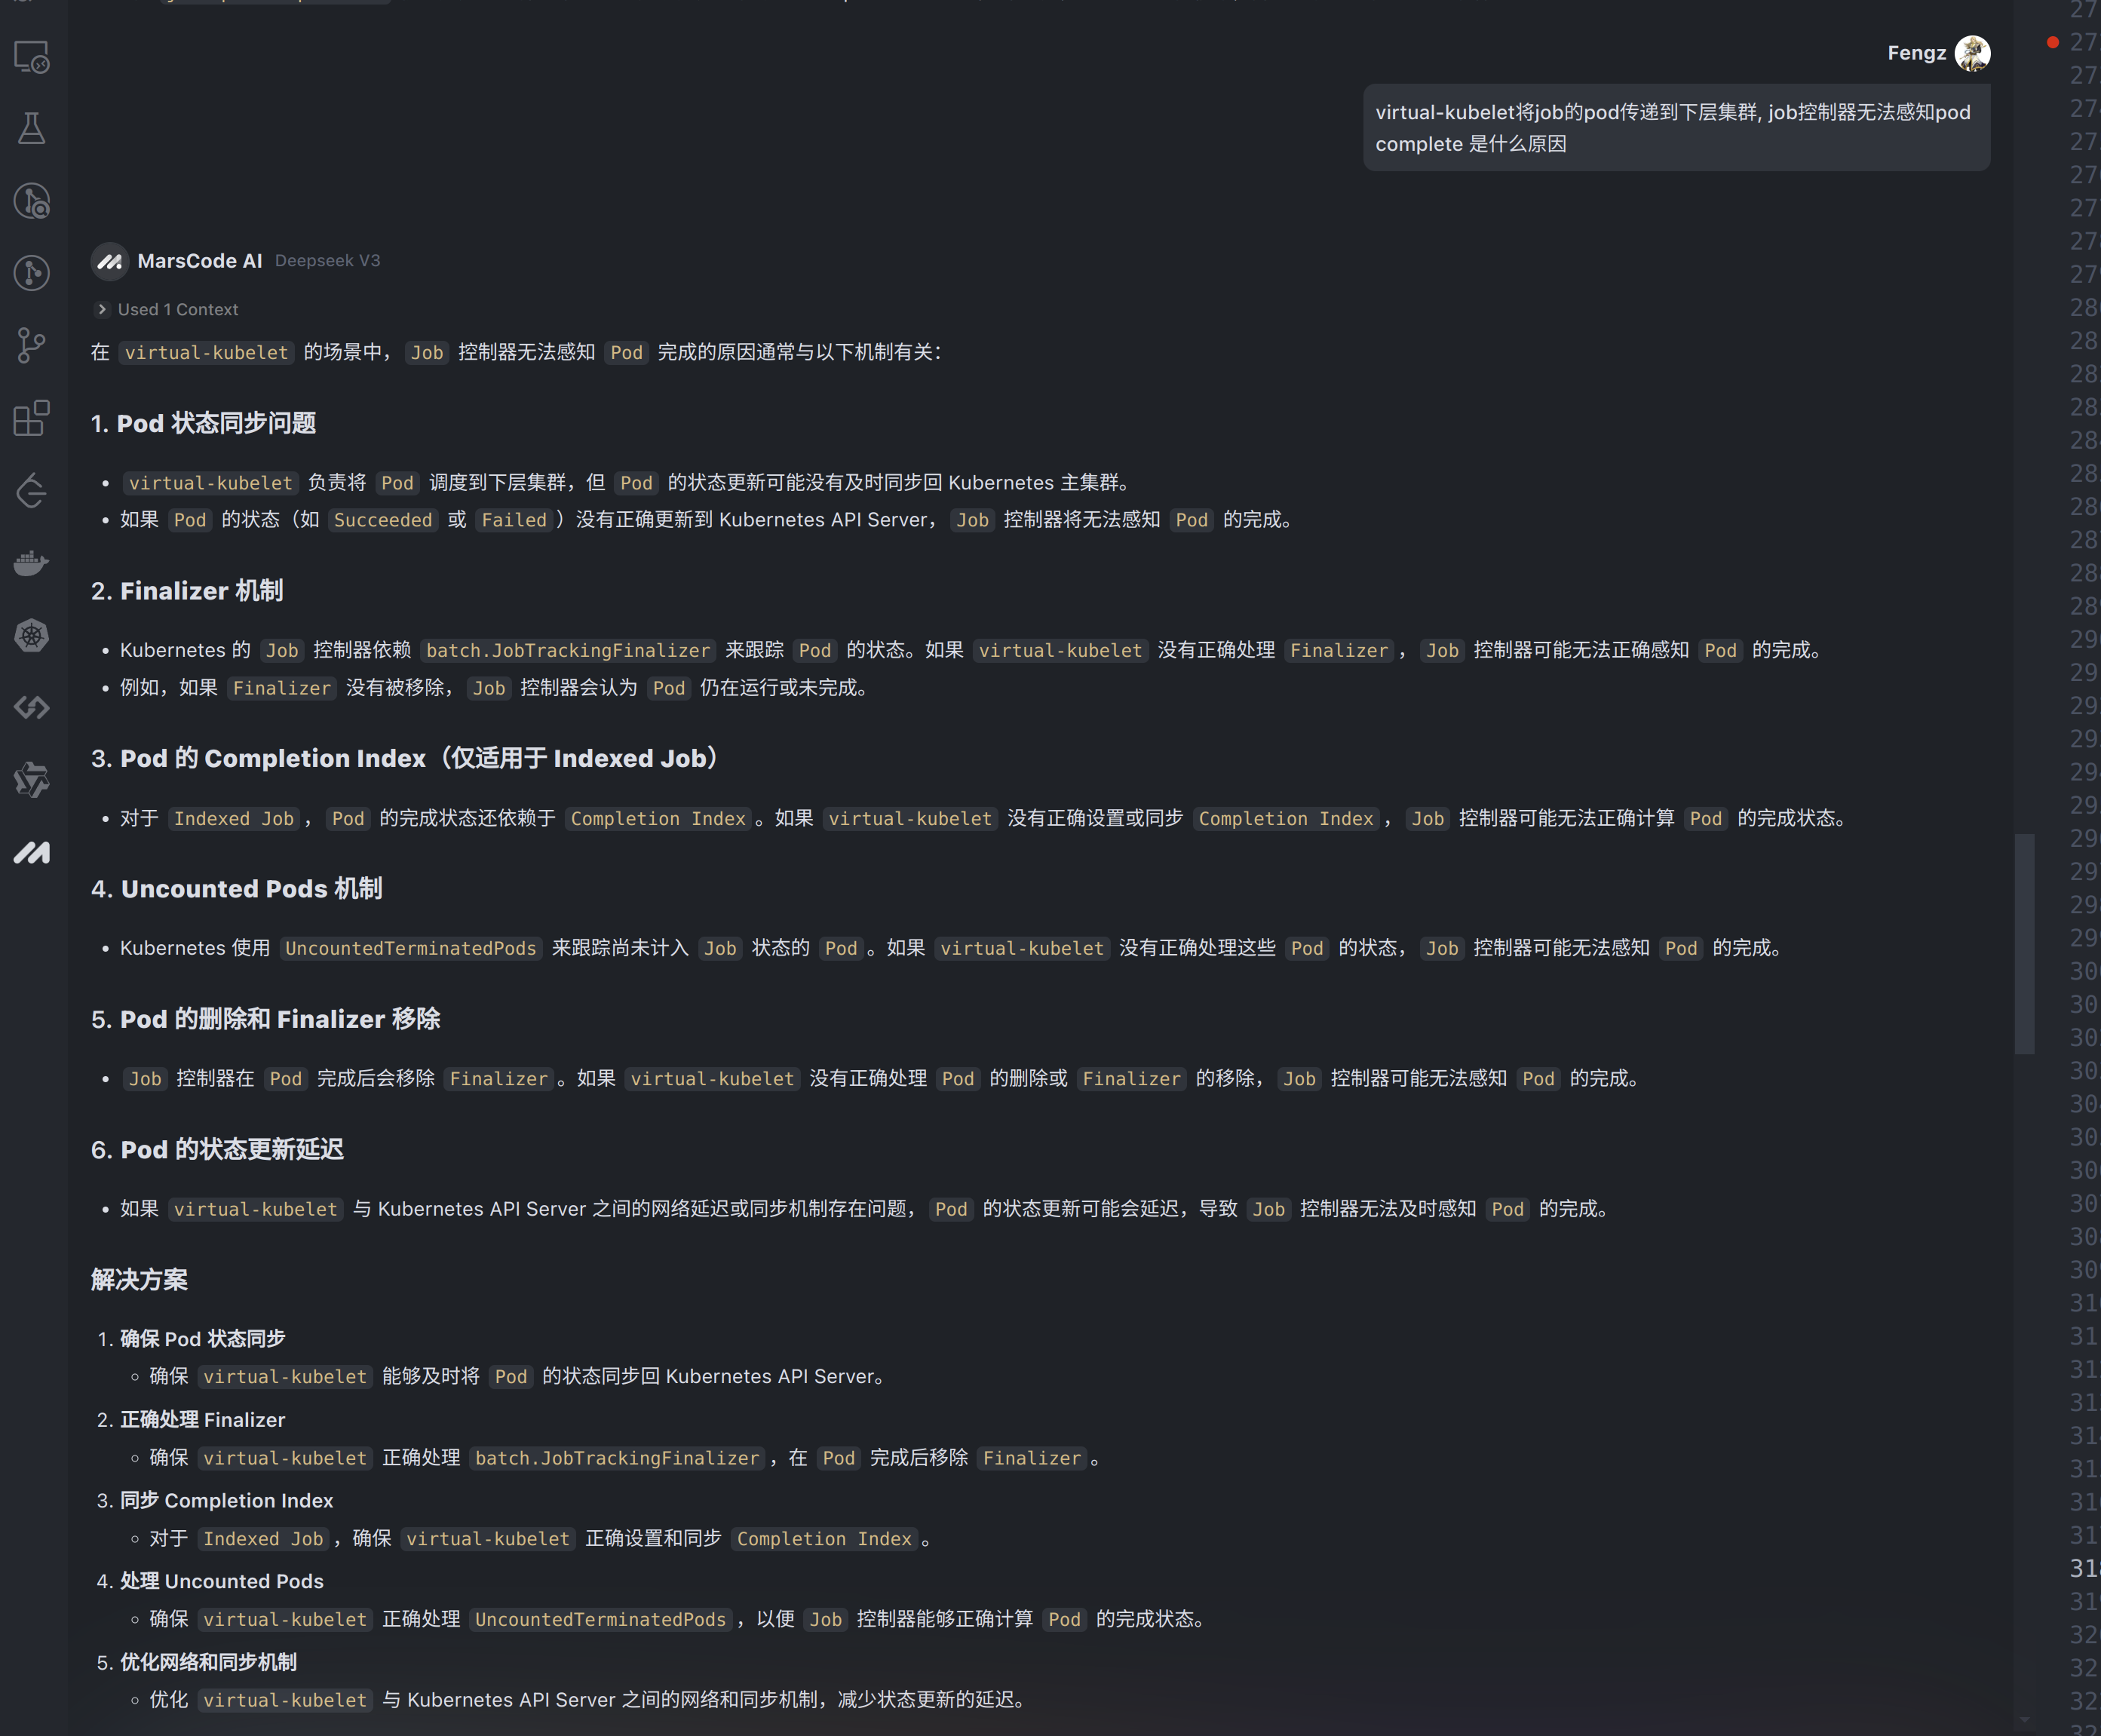 Fengz
virtual-kubelet将job的pod传递到下层集群, job控制器无法感知pod
complete 是什么原因
MarsCode AI Deepseek V3
Used 1 Context
在 virtual-kubelet 的场景中， Job 控制器无法感知 Pod 完成的原因通常与以下机制有关：
1. Pod 状态同步问题
• virtual-kubelet 负责将 Pod 调度到下层集群，但 Pod 的状态更新可能没有及时同步回 Kubernetes 主集群。
• 如果 Pod 的状态（如 Succeeded 或 Failed ）没有正确更新到 Kubernetes API Server， Job 控制器将无法感知 Pod 的完成。
2. Finalizer 机制
• Kubernetes 的 Job 控制器依赖 batch.JobTrackingFinalizer 来跟踪 Pod 的状态。如果 virtual-kubelet 没有正确处理 Finalizer ， Job 控制器可能无法正确感知 Pod 的完成。
• 例如，如果 Finalizer 没有被移除， Job 控制器会认为 Pod 仍在运行或未完成。
3. Pod 的 Completion Index（仅适用于 Indexed Job）
• 对于 Indexed Job ， Pod 的完成状态还依赖于 Completion Index 。如果 virtual-kubelet 没有正确设置或同步 Completion Index ， Job 控制器可能无法正确计算 Pod 的完成状态。
4. Uncounted Pods 机制
• Kubernetes 使用 UncountedTerminatedPods 来跟踪尚未计入 Job 状态的 Pod 。如果 virtual-kubelet 没有正确处理这些 Pod 的状态， Job 控制器可能无法感知 Pod 的完成。
5. Pod 的删除和 Finalizer 移除
• Job 控制器在 Pod 完成后会移除 Finalizer 。如果 virtual-kubelet 没有正确处理 Pod 的删除或 Finalizer 的移除， Job 控制器可能无法感知 Pod 的完成。
6. Pod 的状态更新延迟
• 如果 virtual-kubelet 与 Kubernetes API Server 之间的网络延迟或同步机制存在问题， Pod 的状态更新可能会延迟，导致 Job 控制器无法及时感知 Pod 的完成。
解决方案
1. 确保 Pod 状态同步
◦ 确保 virtual-kubelet 能够及时将 Pod 的状态同步回 Kubernetes API Server。
2. 正确处理 Finalizer
◦ 确保 virtual-kubelet 正确处理 batch.JobTrackingFinalizer ，在 Pod 完成后移除 Finalizer 。
3. 同步 Completion Index
◦ 对于 Indexed Job ，确保 virtual-kubelet 正确设置和同步 Completion Index 。
4. 处理 Uncounted Pods
◦ 确保 virtual-kubelet 正确处理 UncountedTerminatedPods ，以便 Job 控制器能够正确计算 Pod 的完成状态。
5. 优化网络和同步机制
◦ 优化 virtual-kubelet 与 Kubernetes API Server 之间的网络和同步机制，减少状态更新的延迟。